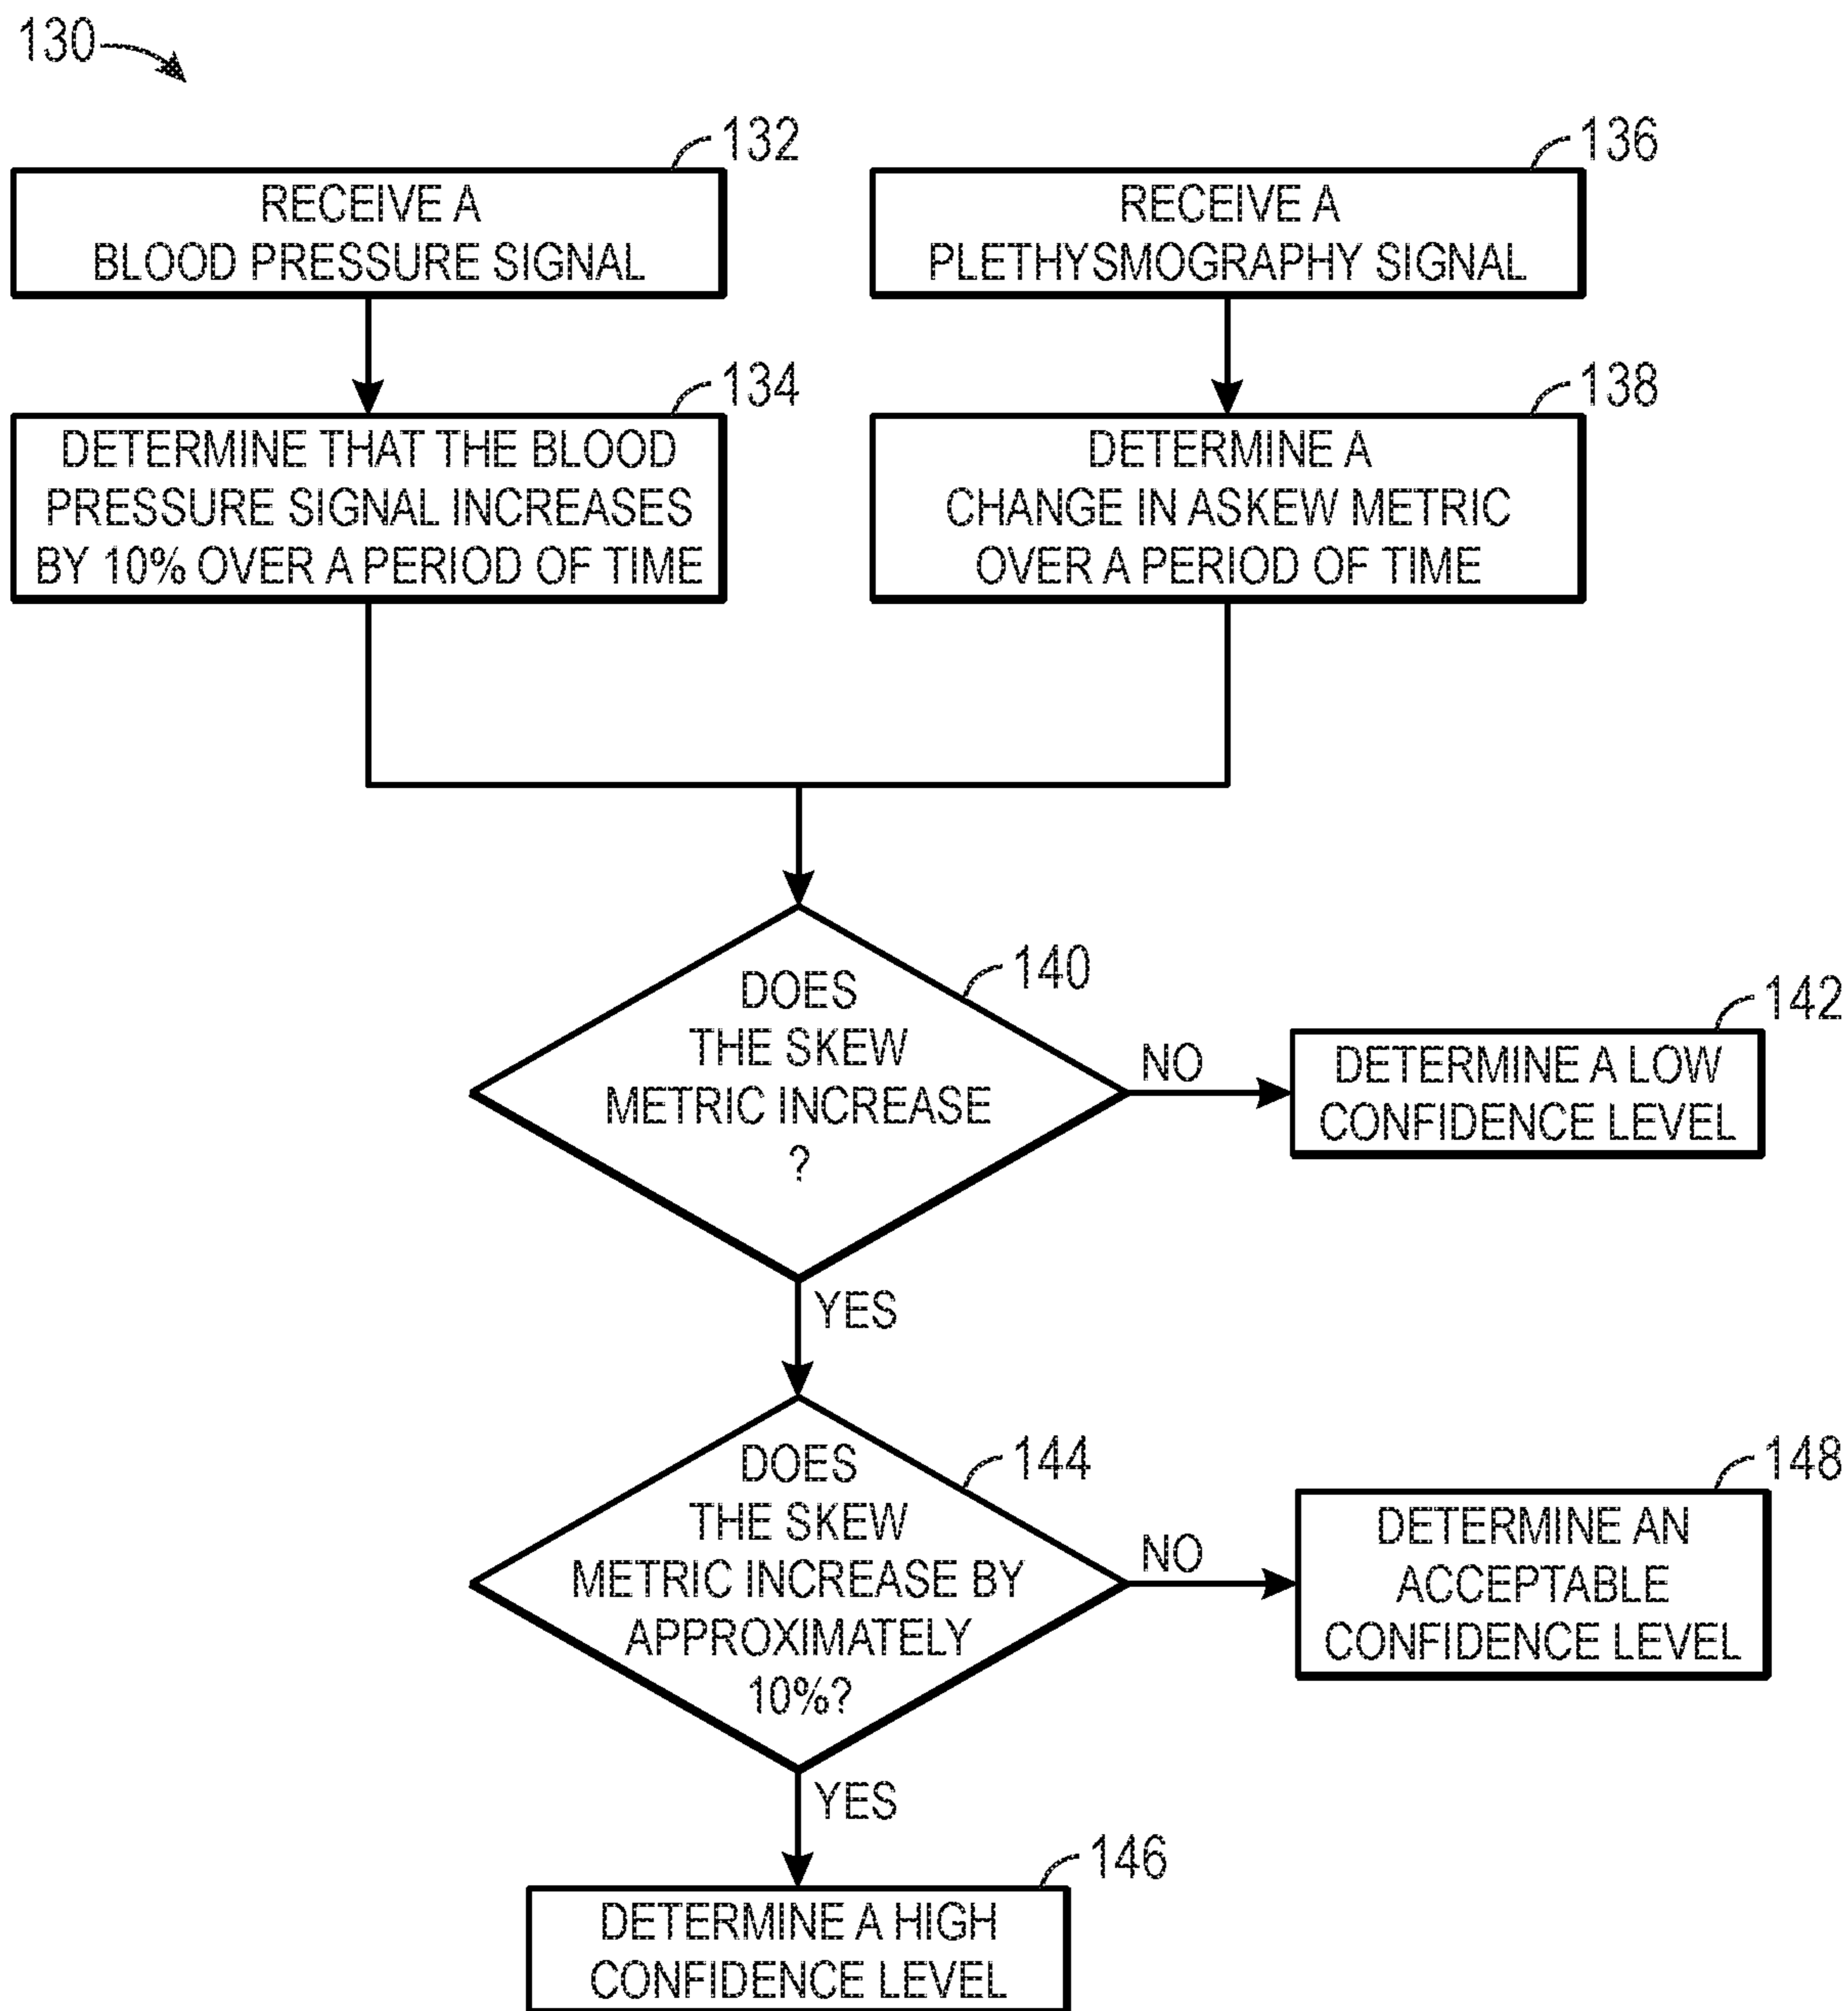 130
132
RECEIVE A
BLOOD PRESSURE SIGNAL
136
RECEIVE A
PLETHYSMOGRAPHY SIGNAL
134
DETERMINE THAT THE BLOOD
PRESSURE SIGNAL INCREASES
BY 10% OVER A PERIOD OF TIME
138
DETERMINE A
CHANGE IN ASKEW METRIC
OVER A PERIOD OF TIME
140
DOES
THE SKEW
METRIC INCREASE
?
NO
142
DETERMINE A LOW
CONFIDENCE LEVEL
YES
144
DOES
THE SKEW
METRIC INCREASE BY
APPROXIMATELY
10%?
NO
148
DETERMINE AN
ACCEPTABLE
CONFIDENCE LEVEL
YES
146
DETERMINE A HIGH
CONFIDENCE LEVEL